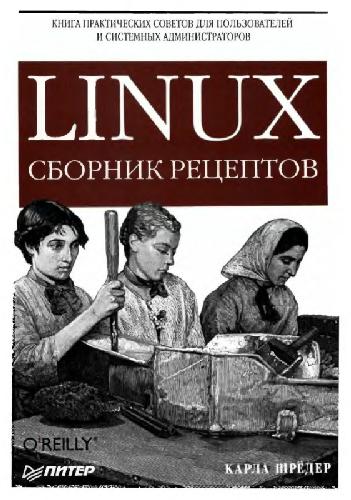 КНИГА ПРАКТИЧЕСКИХ СОВЕТОВ ДЛЯ ПОЛЬЗОВАТЕЛЕЙ
И СИСТЕМНЫХ АДМИНИСТРАТОРОВ
LINUX
СБОРНИК РЕЦЕПТОВ
O'REILLY®
ПИТЕР®
КАРЛА ШРЁДЕР